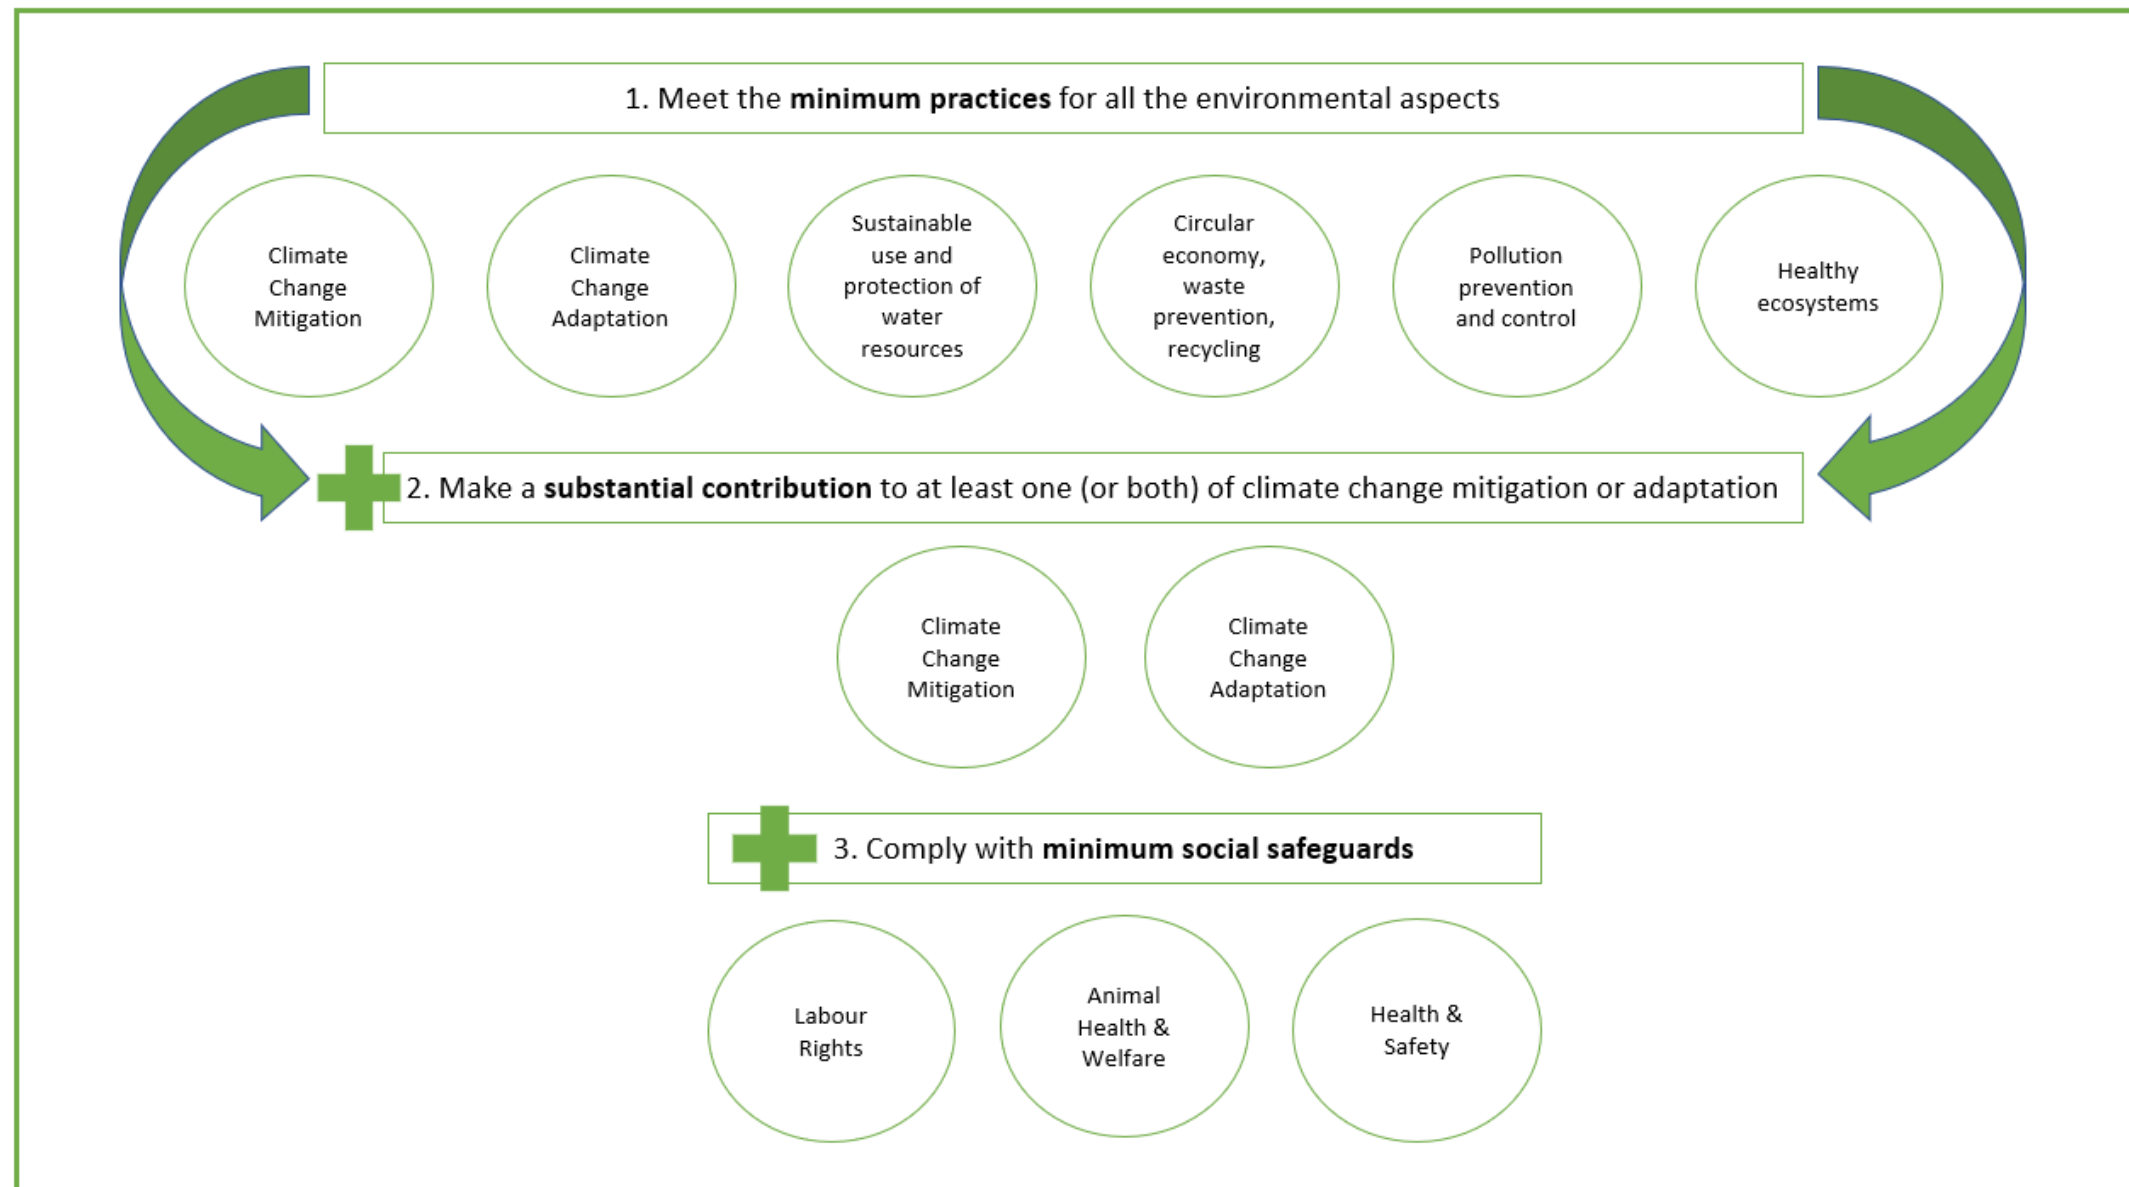 1. Meet the minimum practices for all the environmental aspects
Climate
Change
Mitigation
Climate
Change
Adaptation
Sustainable
use and
protection of
water
resources
Circular
economy,
waste
prevention,
recycling
Pollution
prevention
and control
Healthy
ecosystems
2. Make a substantial contribution to at least one (or both) of climate change mitigation or adaptation
Climate
Change
Mitigation
Climate
Change
Adaptation
3. Comply with minimum social safeguards
Labour
Rights
Animal
Health &
Welfare
Health &
Safety